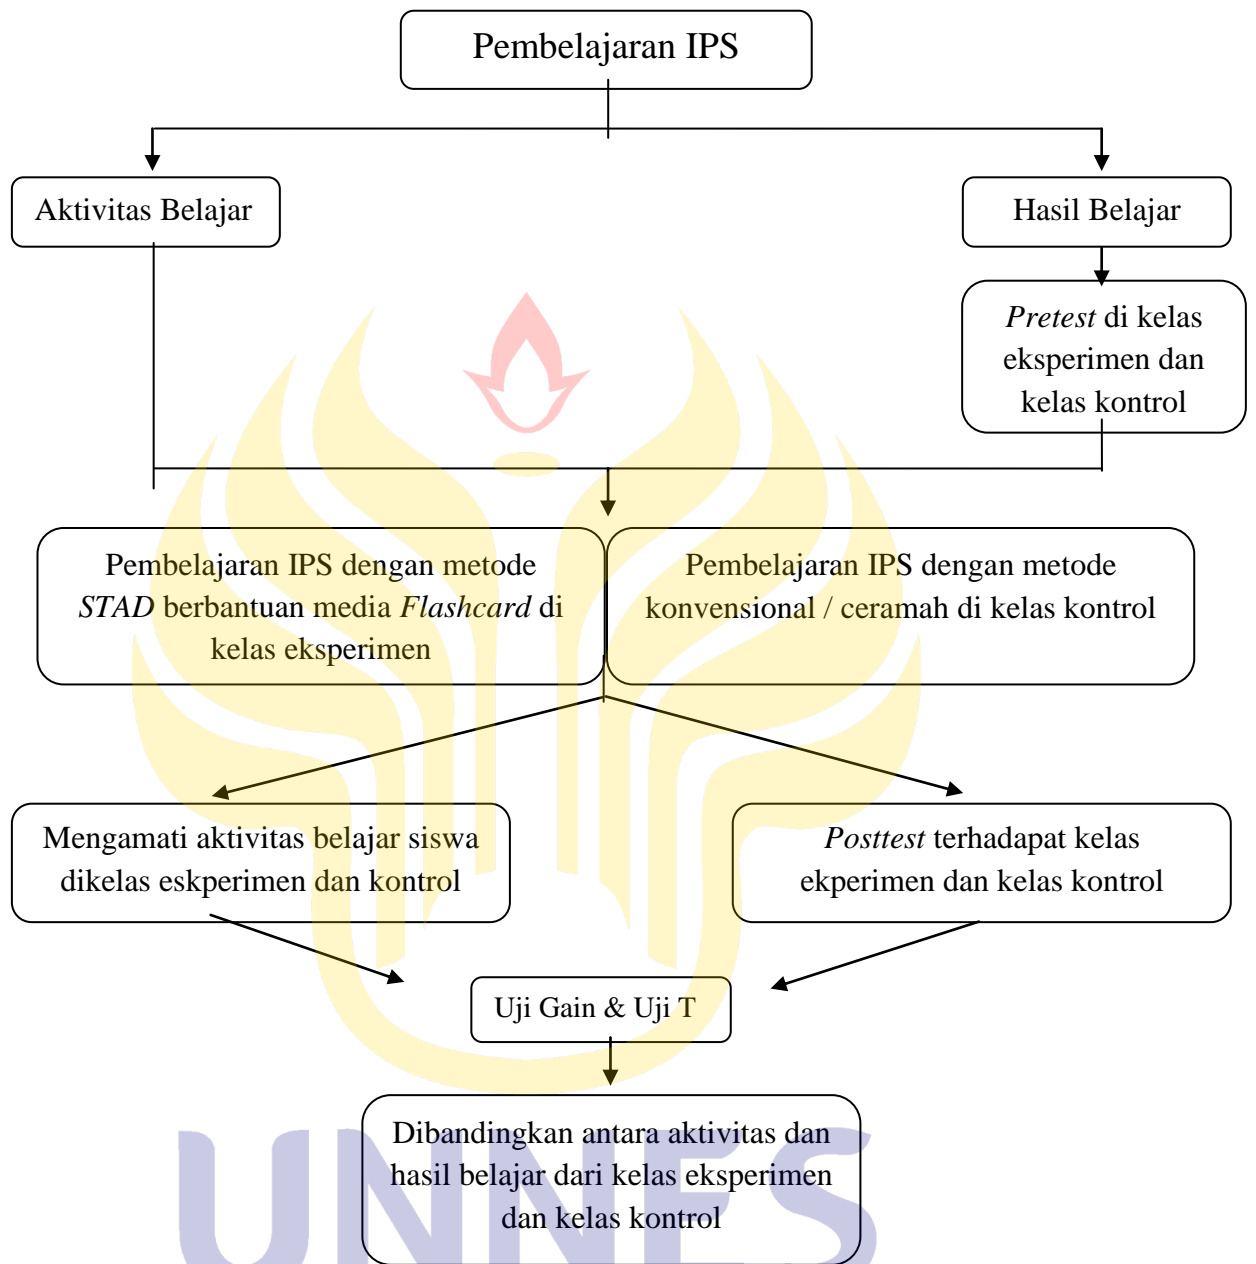 Pembelajaran IPS
Aktivitas Belajar
Hasil Belajar
Pretest di kelas
eksperimen dan
kelas kontrol
Pembelajaran IPS dengan metode
STAD berbantuan media Flashcard di
kelas eksperimen
Pembelajaran IPS dengan metode
konvensional / ceramah di kelas kontrol
Mengamati aktivitas belajar siswa
dikelas eskperimen dan kontrol
Posttest terhadapat kelas
ekperimen dan kelas kontrol
Uji Gain & Uji T
Dibandingkan antara aktivitas dan
hasil belajar dari kelas eksperimen
dan kelas kontrol
UNNES